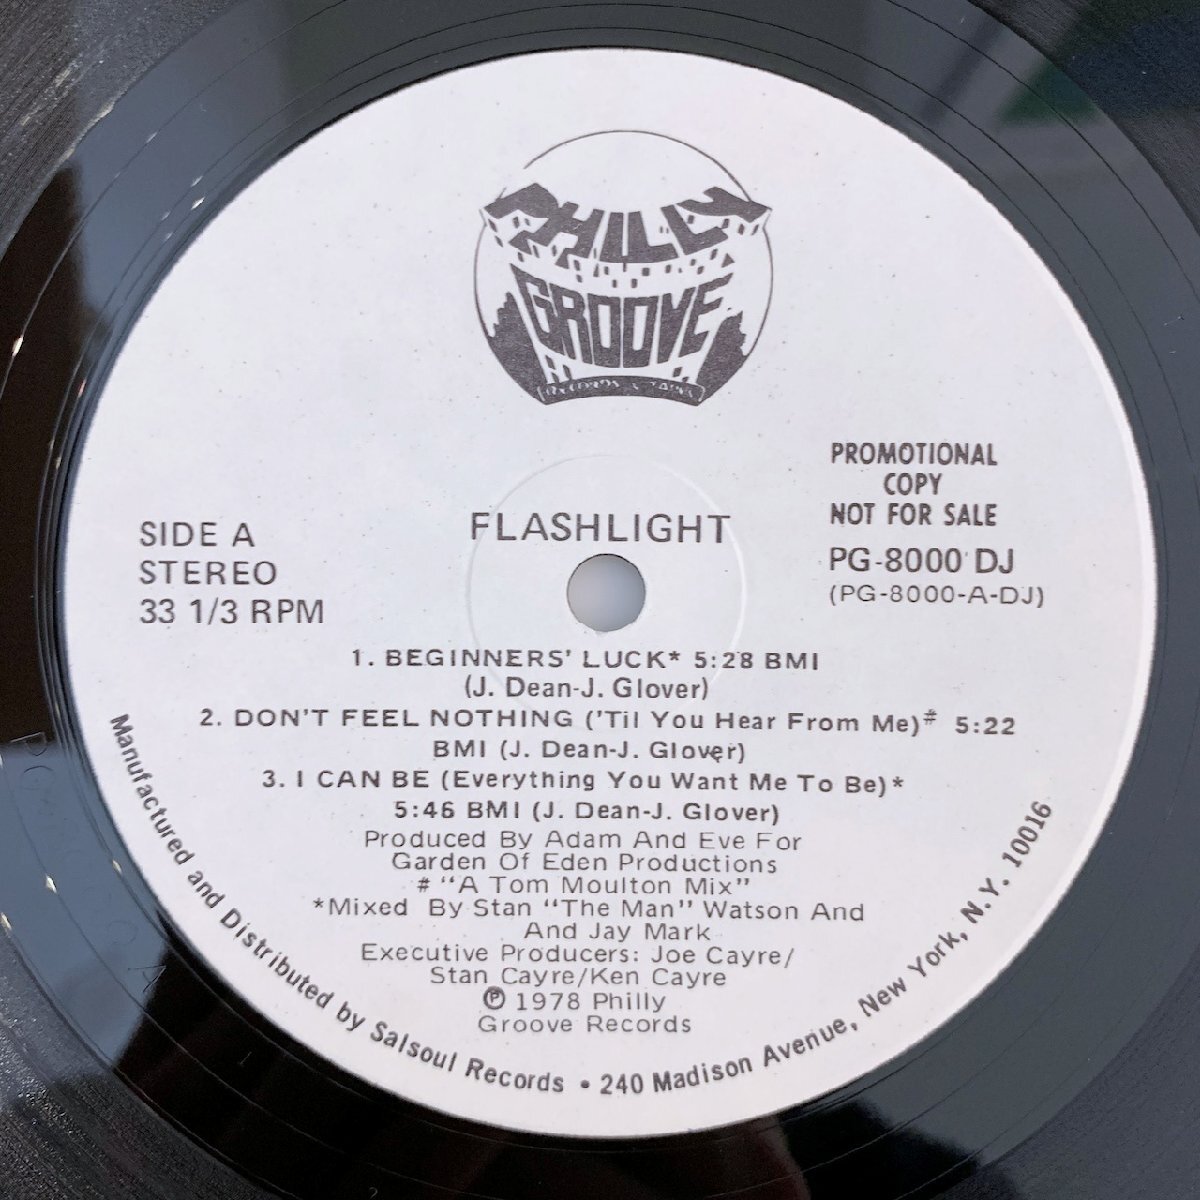 PHILLY
GROOVE
RECORDS & TAPES
PROMOTIONAL
COPY
NOT FOR SALE
PG-8000 DJ
(PG-8000-A-DJ)
SIDE A
STEREO
33 1/3 RPM
FLASHLIGHT
1. BEGINNERS' LUCK* 5:28 BMI
(J. Dean-J. Glover)
2. DON'T FEEL NOTHING ('Til You Hear From Me)# 5:22
BMI (J. Dean-J. Glover)
3. I CAN BE (Everything You Want Me To Be)*
5:46 BMI (J. Dean-J. Glover)
Produced By Adam And Eve For
Garden Of Eden Productions
# "A Tom Moulton Mix"
*Mixed By Stan "The Man" Watson And
And Jay Mark
Executive Producers: Joe Cayre/
Stan Cayre/Ken Cayre
℗ 1978 Philly
Groove Records
Manufactured and Distributed by Salsoul Records • 240 Madison Avenue, New York, N.Y. 10016